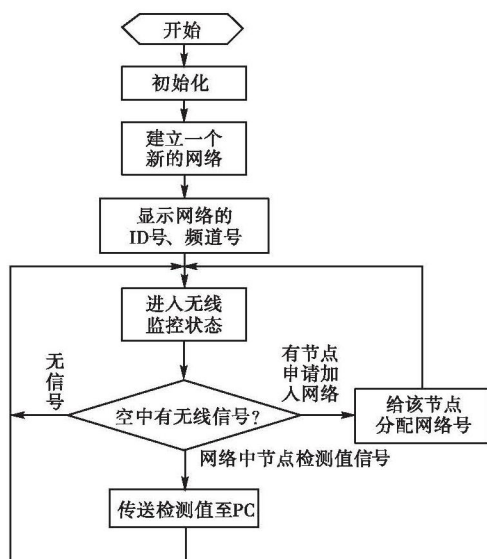 开始
初始化
建立一个
新的网络
显示网络的
ID号、频道号
进入无线
监控状态
无
信
号
有节点
申请加
入网络
空中有无线信号？
给该节点
分配网络号
网络中节点检测值信号
传送检测值至PC